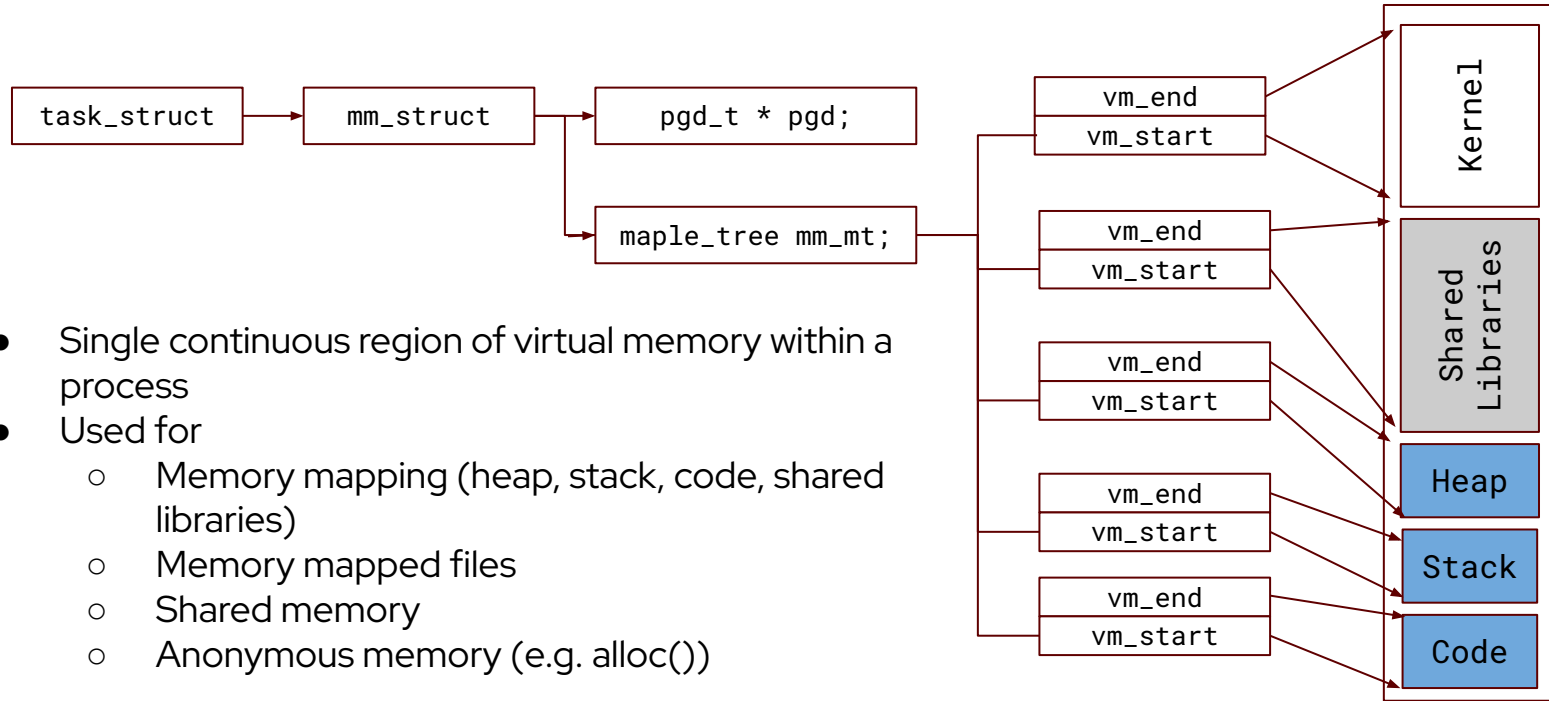 task_struct
mm_struct
pgd_t * pgd;
maple_tree mm_mt;
● Single continuous region of virtual memory within a
process
● Used for
○ Memory mapping (heap, stack, code, shared
libraries)
○ Memory mapped files
○ Shared memory
○ Anonymous memory (e.g. alloc())
vm_end
vm_start
vm_end
vm_start
vm_end
vm_start
vm_end
vm_start
vm_end
vm_start
Kernel
Shared
Libraries
Heap
Stack
Code